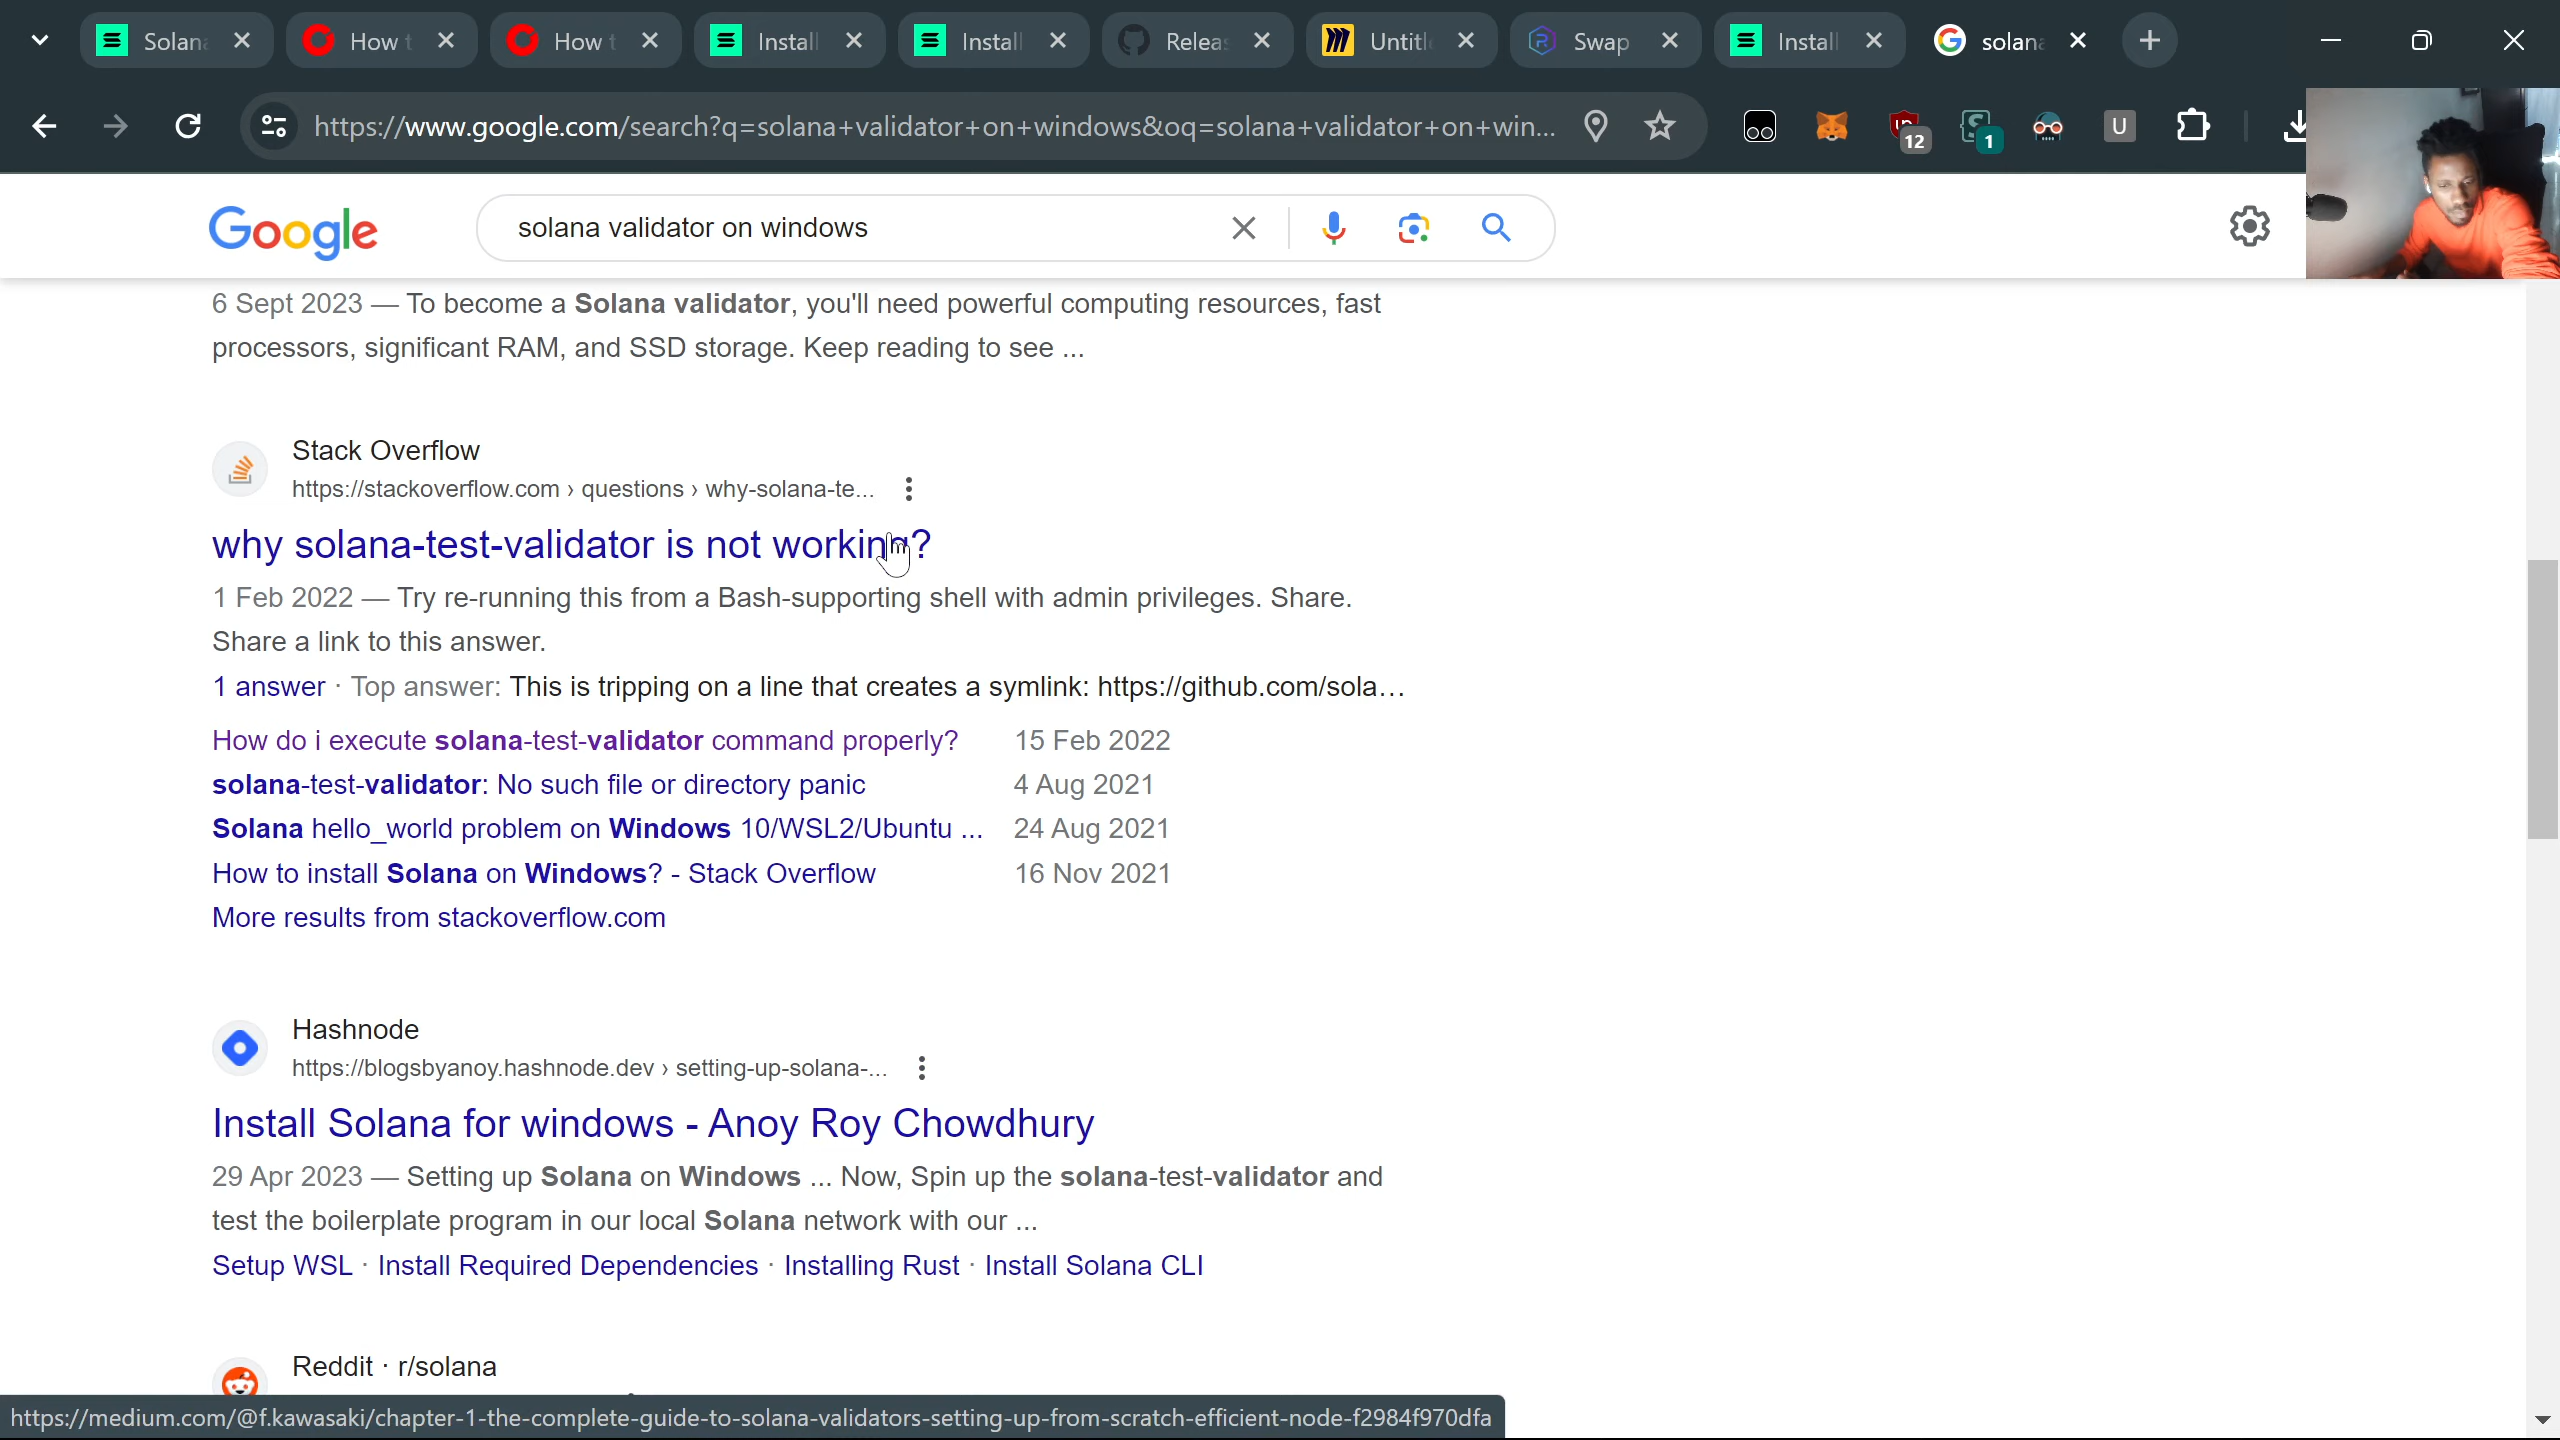 Solan
How t
How t
Install
Install
Releas
Untitl
Swap
Install
solana
https://www.google.com/search?q=solana+validator+on+windows&oq=solana+validator+on+win...
12
1
U
Google
solana validator on windows
6 Sept 2023 — To become a Solana validator, you'll need powerful computing resources, fast
processors, significant RAM, and SSD storage. Keep reading to see ...
Stack Overflow
https://stackoverflow.com › questions › why-solana-te...
why solana-test-validator is not working?
1 Feb 2022 — Try re-running this from a Bash-supporting shell with admin privileges. Share.
Share a link to this answer.
1 answer · Top answer: This is tripping on a line that creates a symlink: https://github.com/sola...
How do i execute solana-test-validator command properly? 15 Feb 2022
solana-test-validator: No such file or directory panic 4 Aug 2021
Solana hello_world problem on Windows 10/WSL2/Ubuntu ... 24 Aug 2021
How to install Solana on Windows? - Stack Overflow 16 Nov 2021
More results from stackoverflow.com
Hashnode
https://blogsbyanoy.hashnode.dev › setting-up-solana-...
Install Solana for windows - Anoy Roy Chowdhury
29 Apr 2023 — Setting up Solana on Windows ... Now, Spin up the solana-test-validator and
test the boilerplate program in our local Solana network with our ...
Setup WSL · Install Required Dependencies · Installing Rust · Install Solana CLI
Reddit · r/solana
https://medium.com/@f.kawasaki/chapter-1-the-complete-guide-to-solana-validators-setting-up-from-scratch-efficient-node-f2984f970dfa